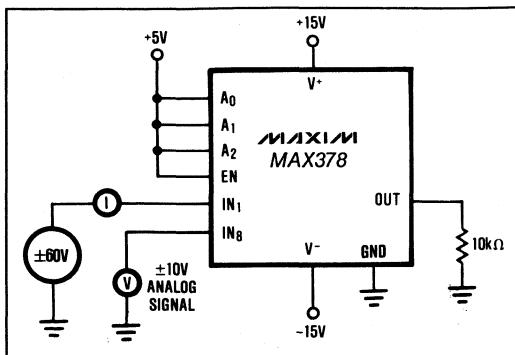 +15V
+5V
V+
A0
A1
A2
EN
MAXIM
MAX378
IN1
OUT
IN8
I
±60V
V
±10V
ANALOG
SIGNAL
V-
GND
10kΩ
-15V